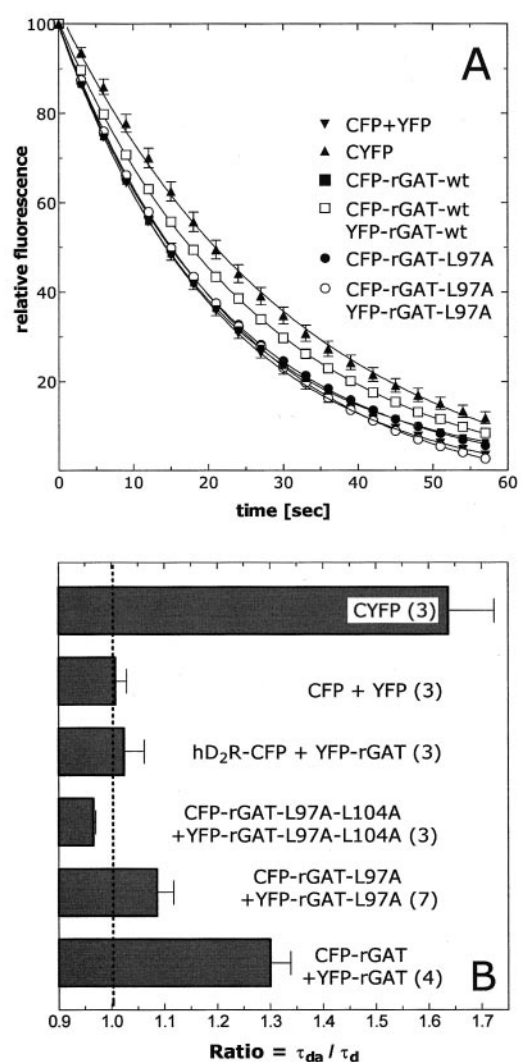 100
80
60
40
20
relative fluorescence
A
CFP+YFP
CYFP
CFP-rGAT-wt
CFP-rGAT-wt
YFP-rGAT-wt
CFP-rGAT-L97A
CFP-rGAT-L97A
YFP-rGAT-L97A
0 10 20 30 40 50 60
time [sec]
CYFP (3)
CFP + YFP (3)
hD₂R-CFP + YFP-rGAT (3)
CFP-rGAT-L97A-L104A
+YFP-rGAT-L97A-L104A (3)
CFP-rGAT-L97A
+YFP-rGAT-L97A (7)
CFP-rGAT
+YFP-rGAT (4)
B
0.9 1.0 1.1 1.2 1.3 1.4 1.5 1.6 1.7
Ratio = τda / τd